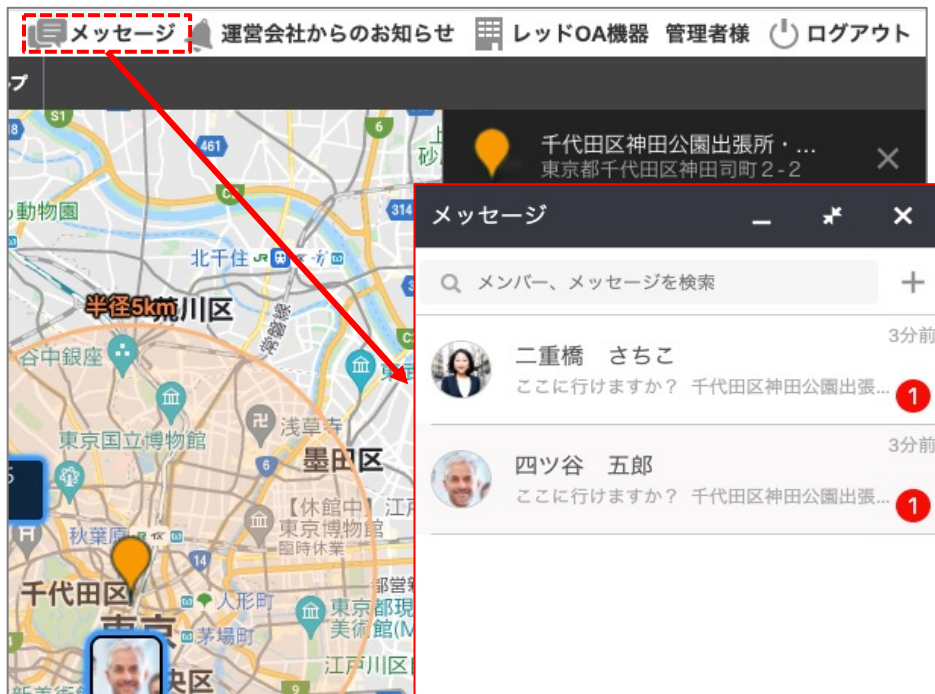 メッセージ
運営会社からのお知らせ
レッドOA機器 管理者様
ログアウト
プ
千代田区神田公園出張所・...
東京都千代田区神田司町2-2
メッセージ
メンバー、メッセージを検索
二重橋 さちこ
3分前
ここに行けますか? 千代田区神田公園出張...
1
四ツ谷 五郎
3分前
ここに行けますか? 千代田区神田公園出張...
1
S1
461
6
314
動物園
北千住
半径5km
荒川区
常磐線
谷中銀座
東京国立博物館
浅草寺
6
墨田区
【休館中】江戸
東京博物館
臨時休業
秋葉原
14
千代田区
人形町
東京
茅場町
東京都現
美術館(M
江戸川区
央区
9